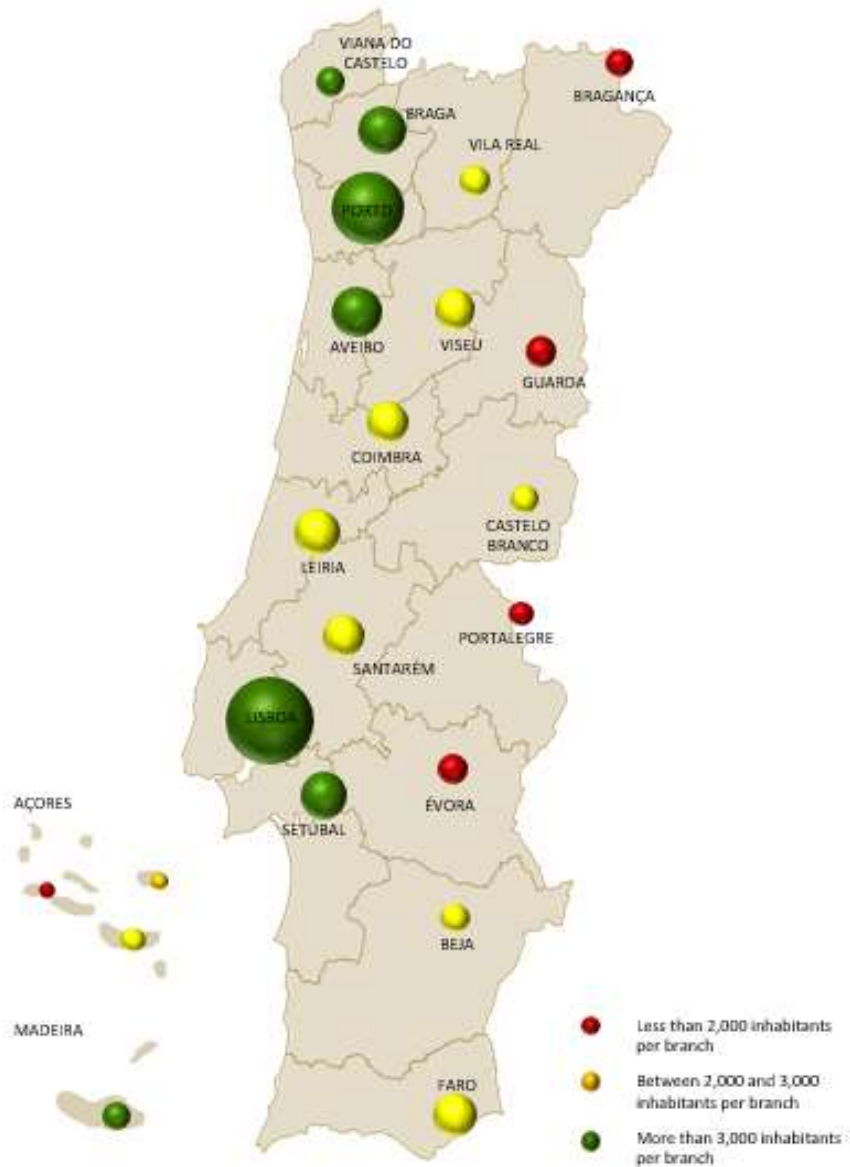 VIANA DO
CASTELO
BRAGANÇA
BRAGA
VILA REAL
PORTO
AVEIBO
VISEU
GUARDA
COIMBRA
CASTELO
BRANCO
LEIRIA
PORTALEGRE
SANTARÉM
LISBOA
AÇORES
ÉVORA
SETUBAL
BEJA
MADEIRA
Less than 2,000 inhabitants
per branch
Between 2,000 and 3,000
inhabitants per branch
FARO
More than 3,000 inhabitants
per branch